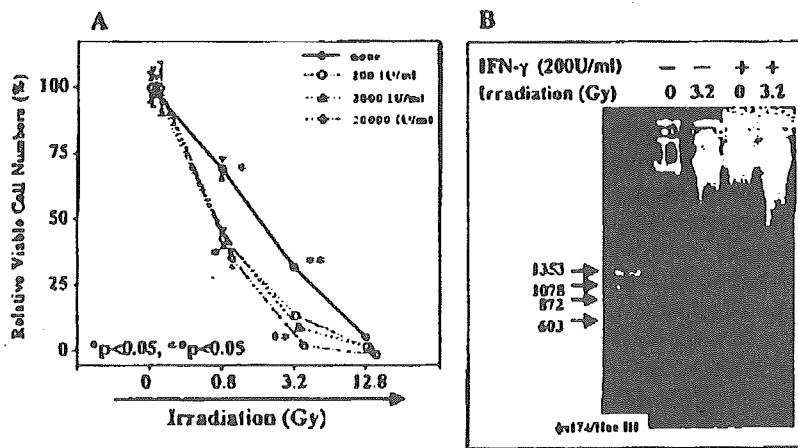 A
B
Relative Viable Cell Numbers (%)
100
75
50
25
0
none
200 IU/ml
2000 IU/ml
20000 IU/ml
*
**
*
**
*p<0.05, **p<0.05
0 0.8 3.2 12.8
Irradiation (Gy)
IFN-γ (200U/ml) − − + +
Irradiation (Gy) 0 3.2 0 3.2
1353
1078
872
603